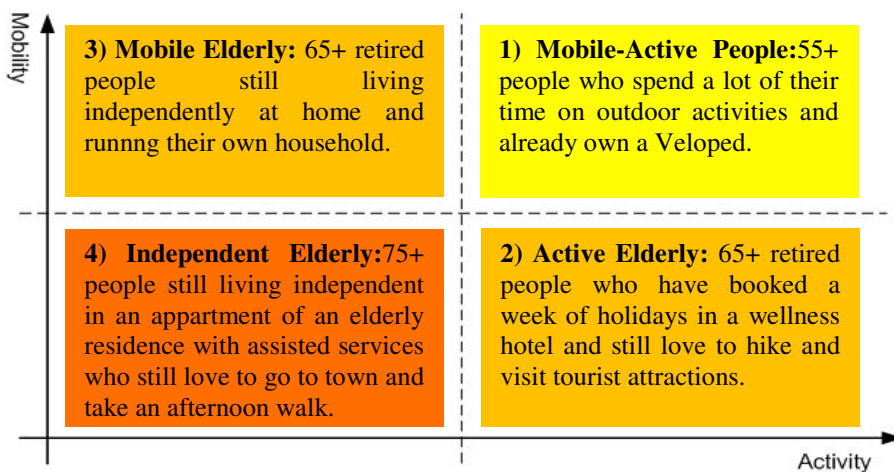 Mobility
3) Mobile Elderly: 65+ retired
people still living
independently at home and
runnng their own household.
1) Mobile-Active People:55+
people who spend a lot of their
time on outdoor activities and
already own a Veloped.
4) Independent Elderly:75+
people still living independent
in an appartment of an elderly
residence with assisted services
who still love to go to town and
take an afternoon walk.
2) Active Elderly: 65+ retired
people who have booked a
week of holidays in a wellness
hotel and still love to hike and
visit tourist attractions.
Activity